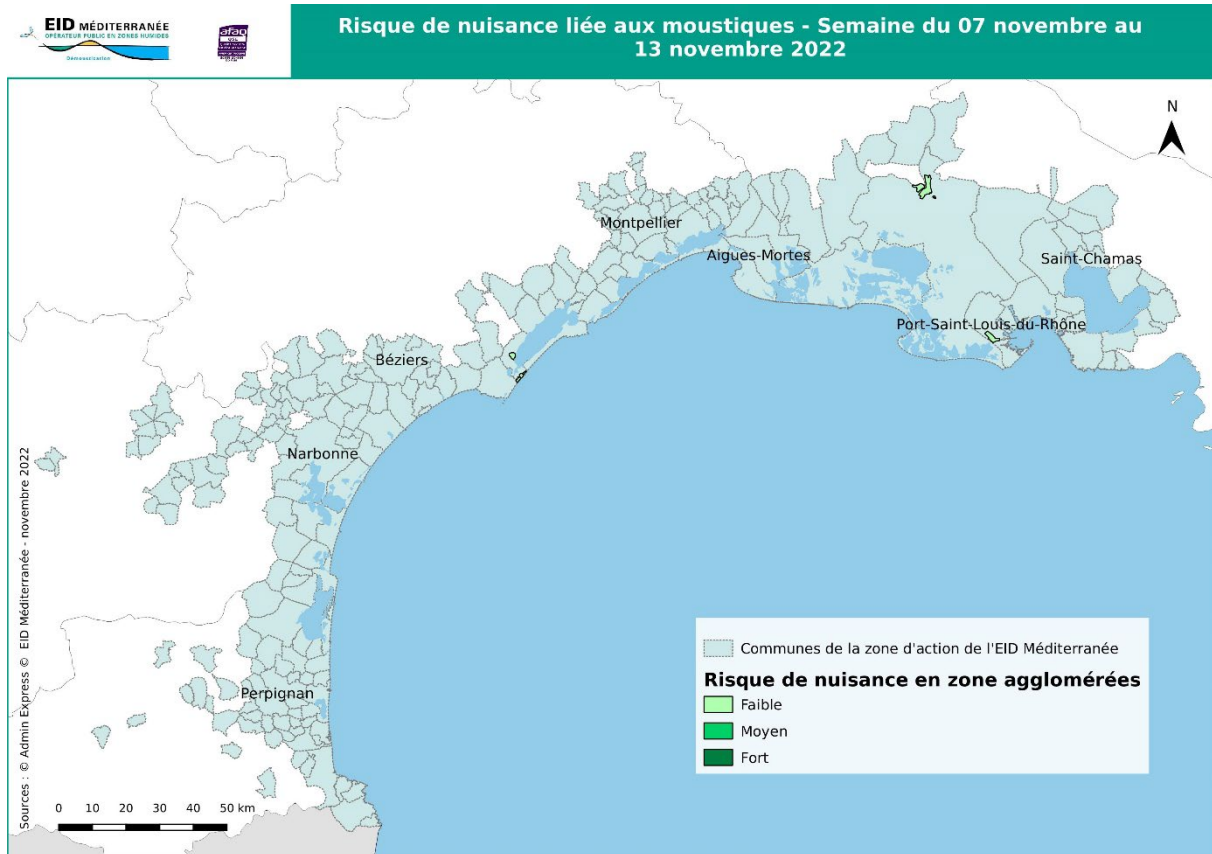 EID MÉDITERRANÉE
OPÉRATEUR PUBLIC EN ZONES HUMIDES
Démoustication
afaq
Risque de nuisance liée aux moustiques - Semaine du 07 novembre au
13 novembre 2022
N
Montpellier
Aigues-Mortes
Saint-Chamas
Port-Saint-Louis-du-Rhône
Béziers
Narbonne
Perpignan
Communes de la zone d'action de l'EID Méditerranée
Risque de nuisance en zone agglomérées
Faible
Moyen
Fort
0 10 20 30 40 50 km
Sources : © Admin Express © EID Méditerranée - novembre 2022